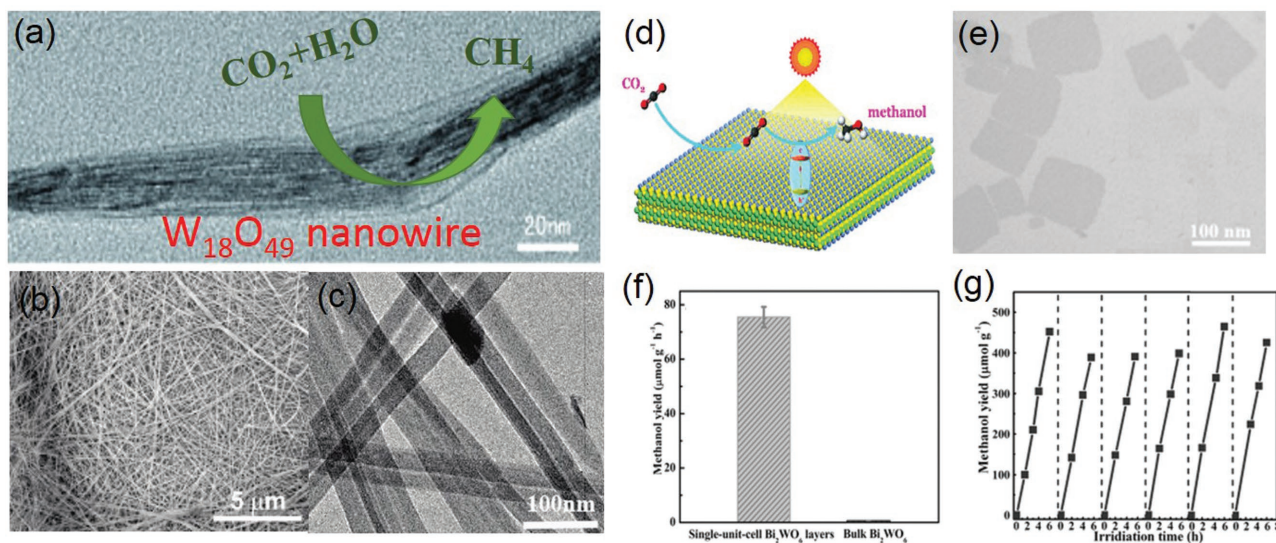 (a)
CO₂+H₂O
CH₄
W₁₈O₄₉ nanowire
20nm
(b)
5 μm
(c)
100nm
(d)
CO₂
methanol
(e)
100 nm
(f)
Methanol yield (μmol g⁻¹ h⁻¹)
80
60
40
20
0
Single-unit-cell Bi₂WO₆ layers Bulk Bi₂WO₆
(g)
Methanol yield (μmol g⁻¹)
500
400
300
200
100
0
0 2 4 6 0 2 4 6 0 2 4 6 0 2 4 6 0 2 4 6 0 2 4 6 7
Irridiation time (h)